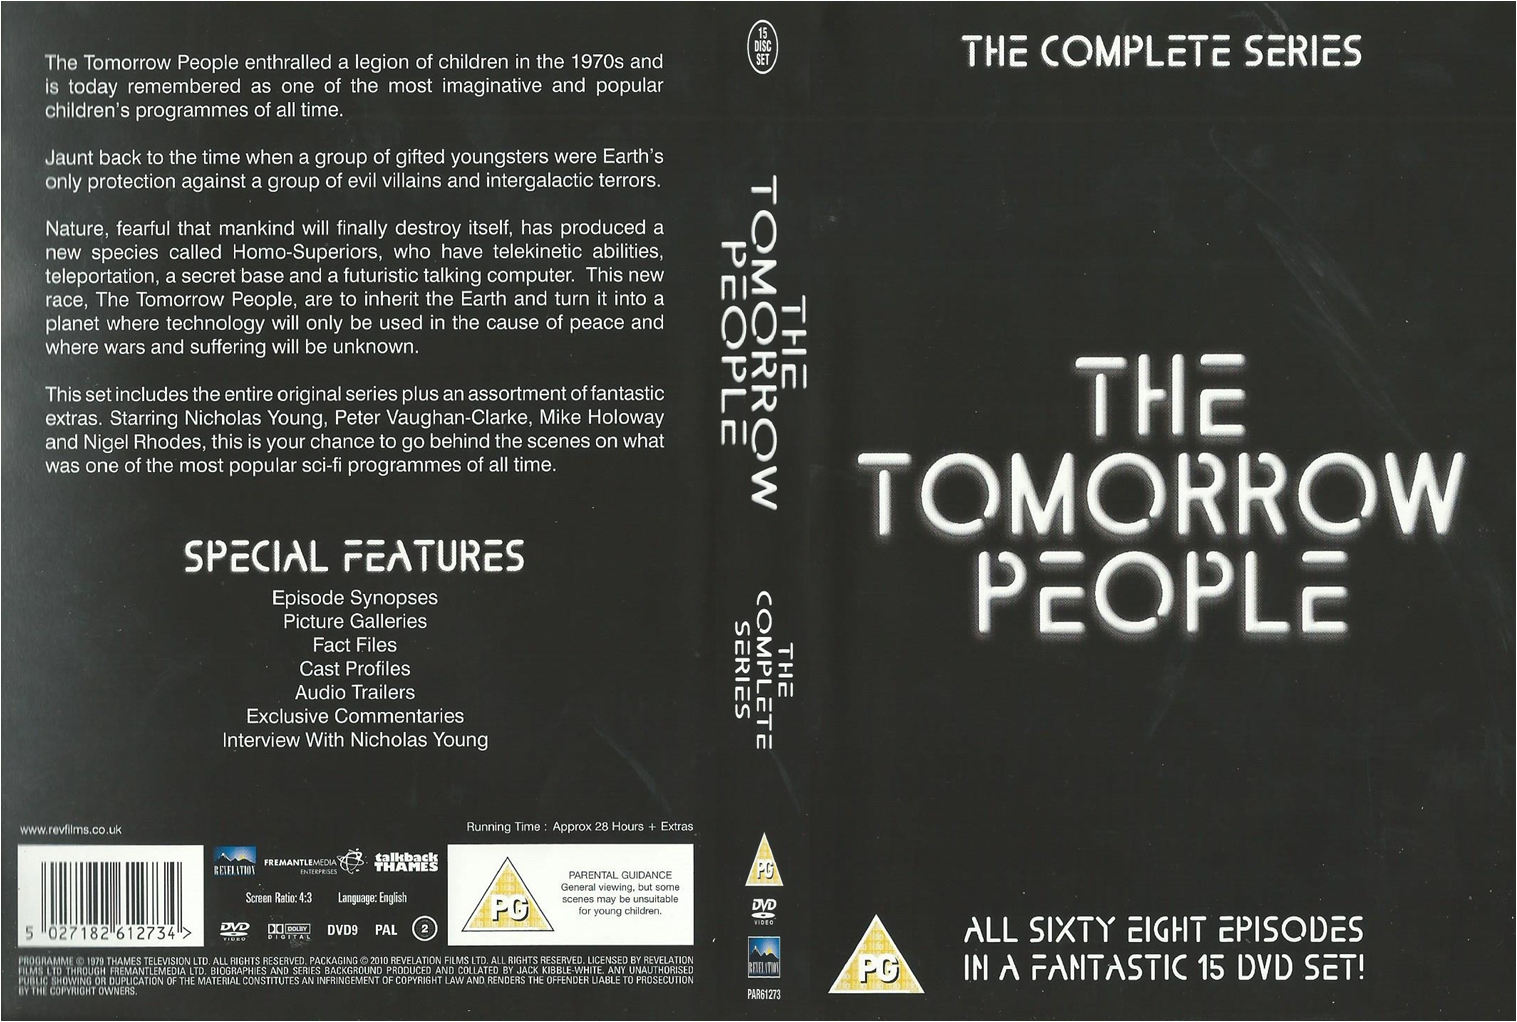 The Tomorrow People enthralled a legion of children in the 1970s and
is today remembered as one of the most imaginative and popular
children's programmes of all time.
Jaunt back to the time when a group of gifted youngsters were Earth's
only protection against a group of evil villains and intergalactic terrors.
Nature, fearful that mankind will finally destroy itself, has produced a
new species called Homo-Superiors, who have telekinetic abilities,
teleportation, a secret base and a futuristic talking computer. This new
race, The Tomorrow People, are to inherit the Earth and turn it into a
planet where technology will only be used in the cause of peace and
where wars and suffering will be unknown.
This set includes the entire original series plus an assortment of fantastic
extras. Starring Nicholas Young, Peter Vaughan-Clarke, Mike Holoway
and Nigel Rhodes, this is your chance to go behind the scenes on what
was one of the most popular sci-fi programmes of all time.
SPECIAL FEATURES
Episode Synopses
Picture Galleries
Fact Files
Cast Profiles
Audio Trailers
Exclusive Commentaries
Interview With Nicholas Young
www.revfilms.co.uk
Running Time : Approx 28 Hours + Extras
5 027182 612734 >
REVELATION
FREMANTLEMEDIA
ENTERPRISES
talkback
THAMES
Screen Ratio: 4:3
Language: English
DVD
VIDEO
DOLBY
DIGITAL
DVD9
PAL
2
PG
PARENTAL GUIDANCE
General viewing, but some
scenes may be unsuitable
for young children.
PROGRAMME © 1979 THAMES TELEVISION LTD. ALL RIGHTS RESERVED. PACKAGING © 2010 REVELATION FILMS LTD. ALL RIGHTS RESERVED. LICENSED BY REVELATION
FILMS LTD THROUGH FREMANTLEMEDIA LTD. BIOGRAPHIES AND SERIES BACKGROUND PRODUCED AND COLLATED BY JACK KIBBLE-WHITE. ANY UNAUTHORISED
PUBLIC SHOWING OR DUPLICATION OF THE MATERIAL CONSTITUTES AN INFRINGEMENT OF COPYRIGHT LAW AND RENDERS THE OFFENDER LIABLE TO PROSECUTION
BY THE COPYRIGHT OWNERS.
15
DISC
SET
THE
TOMORROW
PEOPLE
THE
COMPLETE
SERIES
PG
DVD
VIDEO
REVELATION
PAR61273
THE COMPLETE SERIES
THE
TOMORROW
PEOPLE
PG
ALL SIXTY EIGHT EPISODES
IN A FANTASTIC 15 DVD SET!